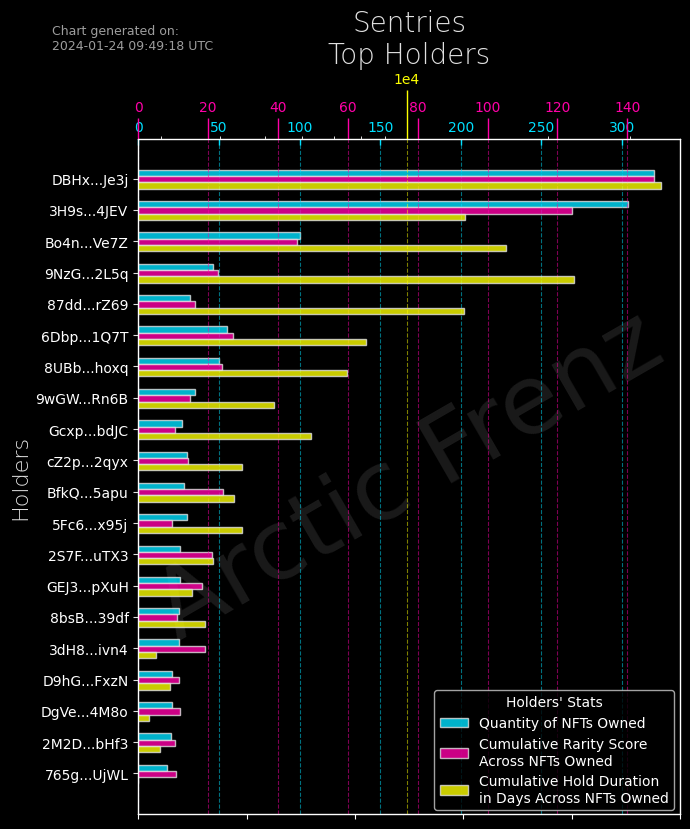 Chart generated on:
2024-01-24 09:49:18 UTC
Sentries
Top Holders
1e4
0 20 40 60 80 100 120 140
0 50 100 150 200 250 300
DBHx...Je3j
3H9s...4JEV
Bo4n...Ve7Z
9NzG...2L5q
87dd...rZ69
6Dbp...1Q7T
8UBb...hoxq
9wGW...Rn6B
Gcxp...bdJC
cZ2p...2qyx
BfkQ...5apu
5Fc6...x95j
2S7F...uTX3
GEJ3...pXuH
8bsB...39df
3dH8...ivn4
D9hG...FxzN
DgVe...4M8o
2M2D...bHf3
765g...UjWL
Holders
Arctic Frenz
Holders' Stats
Quantity of NFTs Owned
Cumulative Rarity Score
Across NFTs Owned
Cumulative Hold Duration
in Days Across NFTs Owned